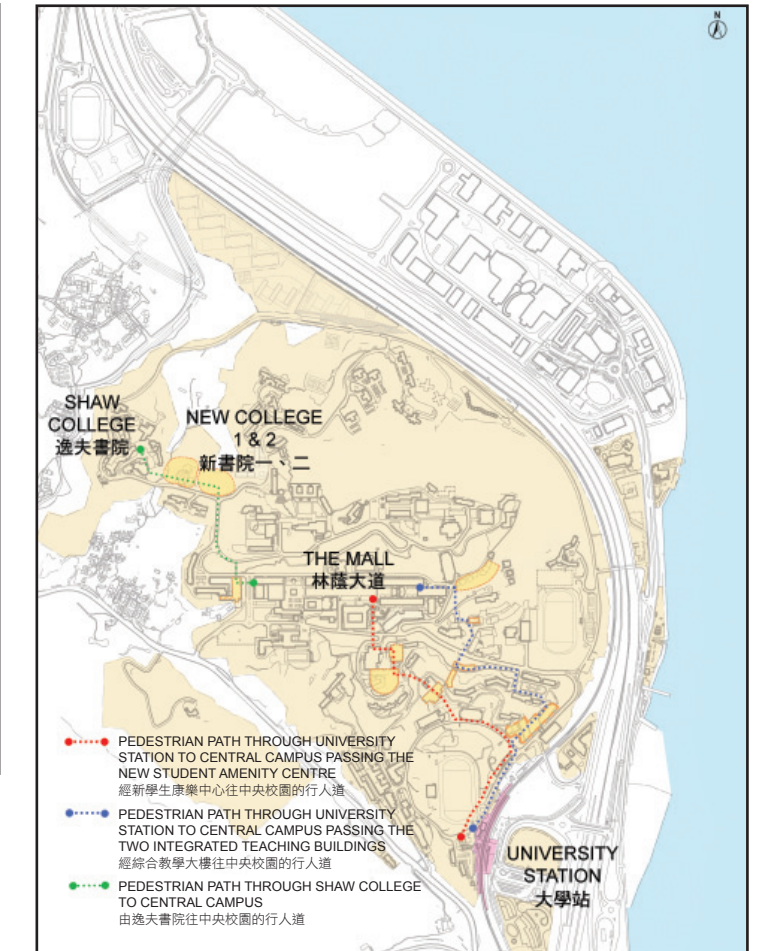 N
SHAW
COLLEGE
逸夫書院
NEW COLLEGE
1 & 2
新書院一、二
THE MALL
林蔭大道
PEDESTRIAN PATH THROUGH UNIVERSITY
STATION TO CENTRAL CAMPUS PASSING THE
NEW STUDENT AMENITY CENTRE
經新學生康樂中心往中央校園的行人道
PEDESTRIAN PATH THROUGH UNIVERSITY
STATION TO CENTRAL CAMPUS PASSING THE
TWO INTEGRATED TEACHING BUILDINGS
經綜合教學大樓往中央校園的行人道
PEDESTRIAN PATH THROUGH SHAW COLLEGE
TO CENTRAL CAMPUS
由逸夫書院往中央校園的行人道
UNIVERSITY
STATION
大學站